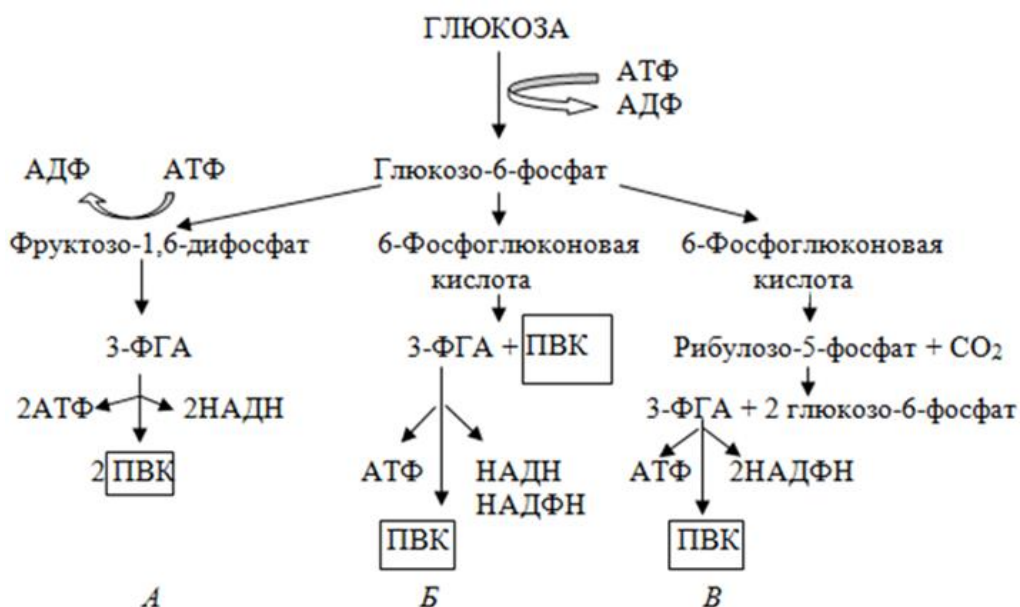 ГЛЮКОЗА
АТФ
АДФ
АДФ АТФ
Глюкозо-6-фосфат
Фруктозо-1,6-дифосфат
6-Фосфоглюконовая
кислота
6-Фосфоглюконовая
кислота
3-ФГА
3-ФГА + ПВК
Рибулозо-5-фосфат + CO₂
2АТФ 2НАДН
3-ФГА + 2 глюкозо-6-фосфат
2 ПВК
АТФ НАДН
НАДФН
АТФ 2НАДФН
ПВК
ПВК
А Б В